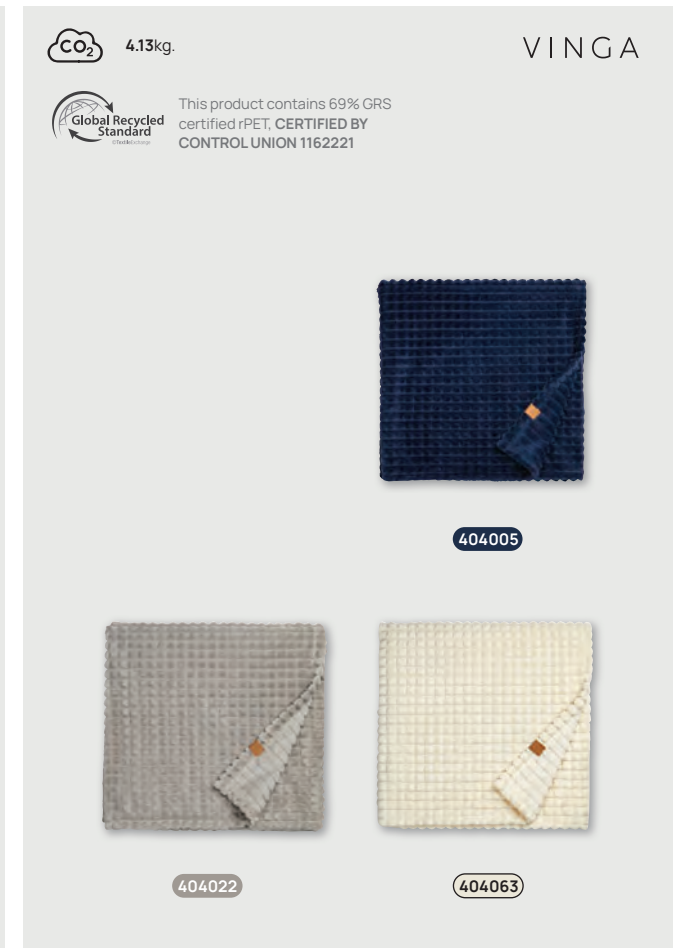 CO2 4.13kg.
VINGA
Global Recycled
Standard
©TextileExchange
This product contains 69% GRS
certified rPET, CERTIFIED BY
CONTROL UNION 1162221
404005
404022
404063